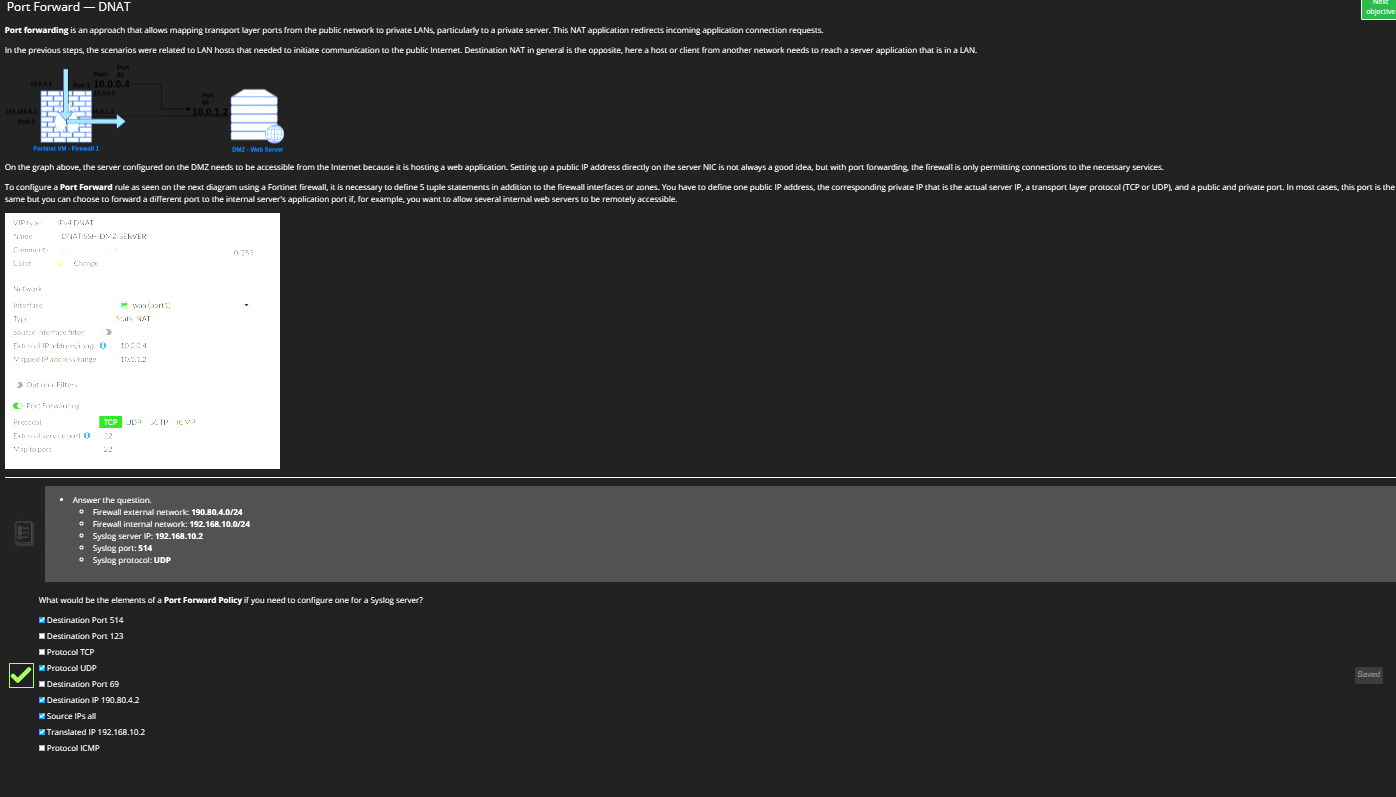 Port Forward — DNAT
Next
objective
Port forwarding is an approach that allows mapping transport layer ports from the public network to private LANs, particularly to a private server. This NAT application redirects incoming application connection requests.
In the previous steps, the scenarios were related to LAN hosts that needed to initiate communication to the public Internet. Destination NAT in general is the opposite, here a host or client from another network needs to reach a server application that is in a LAN.
Port
10.0.0.4
Port
10.0.1.2
Port 2
Fortinet VM - Firewall 1
DMZ - Web Server
On the graph above, the server configured on the DMZ needs to be accessible from the Internet because it is hosting a web application. Setting up a public IP address directly on the server NIC is not always a good idea, but with port forwarding, the firewall is only permitting connections to the necessary services.
To configure a Port Forward rule as seen on the next diagram using a Fortinet firewall, it is necessary to define 5 tuple statements in addition to the firewall interfaces or zones. You have to define one public IP address, the corresponding private IP that is the actual server IP, a transport layer protocol (TCP or UDP), and a public and private port. In most cases, this port is the
same but you can choose to forward a different port to the internal server's application port if, for example, you want to allow several internal web servers to be remotely accessible.
VIP type IPv4 DNAT
Name DNAT-SSH-DMZ-SERVER
Comments 0/255
Color Change
Network
Interface wan (port1)
Type Static NAT
Source interface filter
External IP address/range 10.0.0.4
Mapped IP address/range 10.0.1.2
Optional Filters
Port Forwarding
Protocol TCP UDP SCTP ICMP
External service port 22
Map to port 22
• Answer the question.
Firewall external network: 190.80.4.0/24
Firewall internal network: 192.168.10.0/24
Syslog server IP: 192.168.10.2
Syslog port: 514
Syslog protocol: UDP
What would be the elements of a Port Forward Policy if you need to configure one for a Syslog server?
Destination Port 514
Destination Port 123
Protocol TCP
Protocol UDP
Destination Port 69
Destination IP 190.80.4.2
Source IPs all
Translated IP 192.168.10.2
Protocol ICMP
Saved